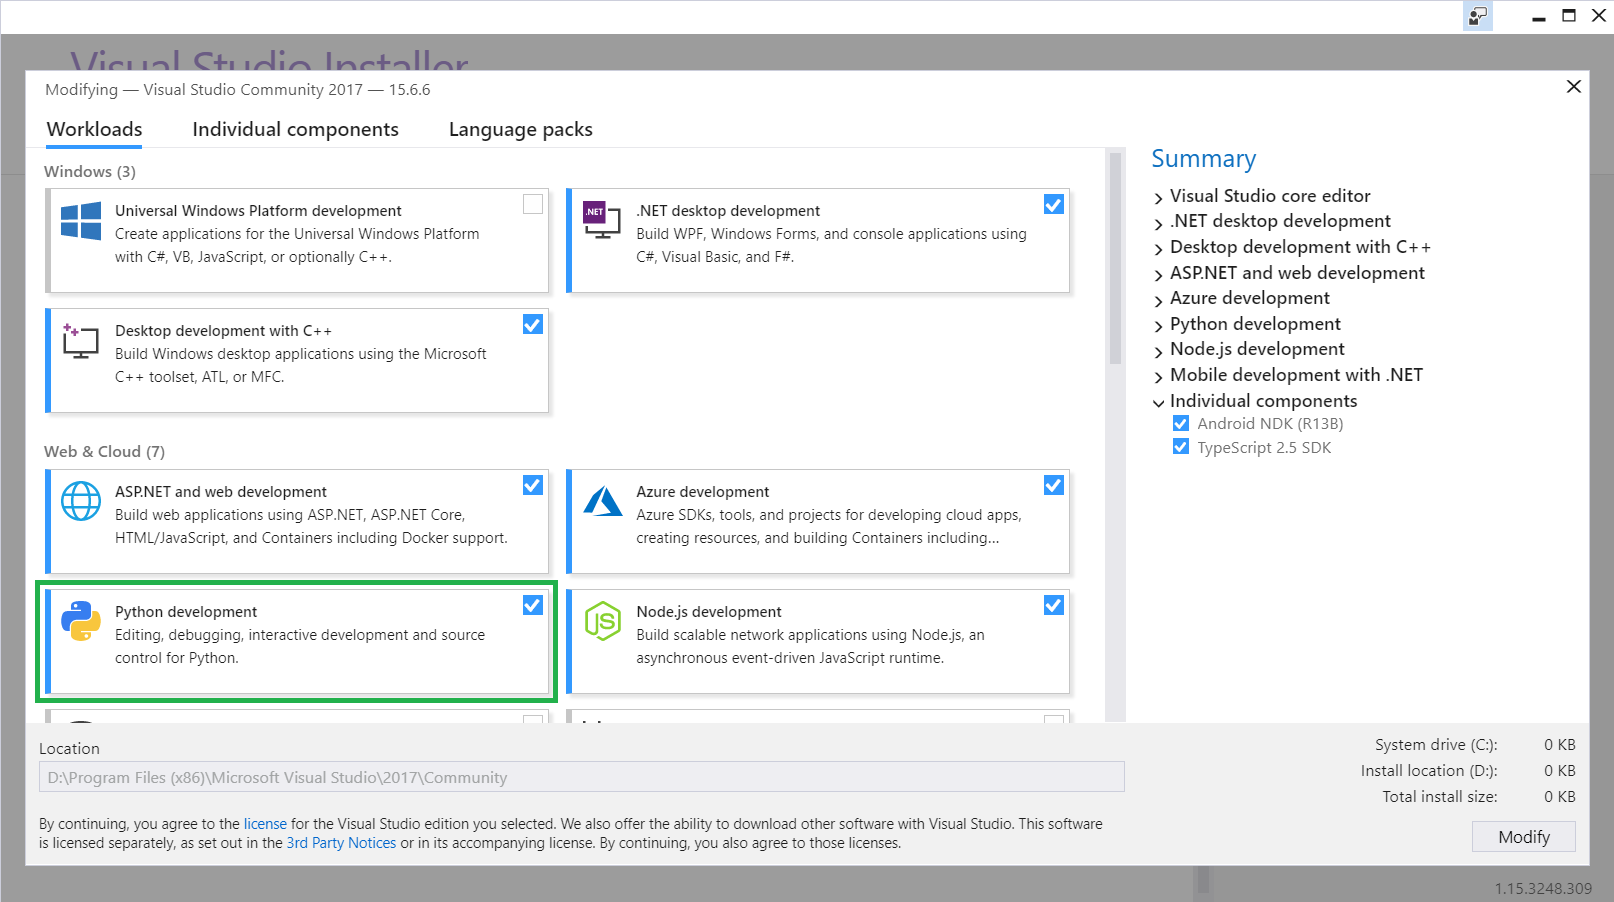 Visual Studio Installer
Modifying — Visual Studio Community 2017 — 15.6.6
Workloads
Individual components
Language packs
Windows (3)
Universal Windows Platform development
Create applications for the Universal Windows Platform
with C#, VB, JavaScript, or optionally C++.
.NET
.NET desktop development
Build WPF, Windows Forms, and console applications using
C#, Visual Basic, and F#.
Desktop development with C++
Build Windows desktop applications using the Microsoft
C++ toolset, ATL, or MFC.
Web & Cloud (7)
ASP.NET and web development
Build web applications using ASP.NET, ASP.NET Core,
HTML/JavaScript, and Containers including Docker support.
Azure development
Azure SDKs, tools, and projects for developing cloud apps,
creating resources, and building Containers including...
Python development
Editing, debugging, interactive development and source
control for Python.
JS
Node.js development
Build scalable network applications using Node.js, an
asynchronous event-driven JavaScript runtime.
Summary
Visual Studio core editor
.NET desktop development
Desktop development with C++
ASP.NET and web development
Azure development
Python development
Node.js development
Mobile development with .NET
Individual components
Android NDK (R13B)
TypeScript 2.5 SDK
Location
D:\Program Files (x86)\Microsoft Visual Studio\2017\Community
By continuing, you agree to the license for the Visual Studio edition you selected. We also offer the ability to download other software with Visual Studio. This software
is licensed separately, as set out in the 3rd Party Notices or in its accompanying license. By continuing, you also agree to those licenses.
System drive (C:): 0 KB
Install location (D:): 0 KB
Total install size: 0 KB
Modify
1.15.3248.309